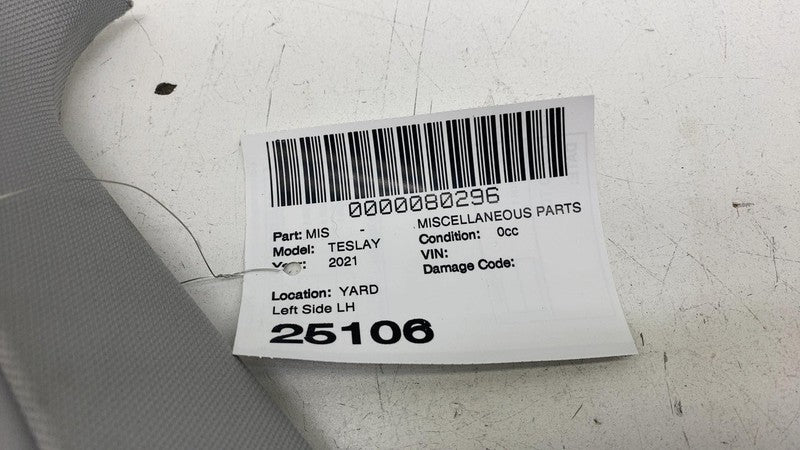 0000080296
Part: MIS - MISCELLANEOUS PARTS
Model: TESLAY Condition: 0cc
2021 VIN:
Damage Code:
Location: YARD
Left Side LH
25106